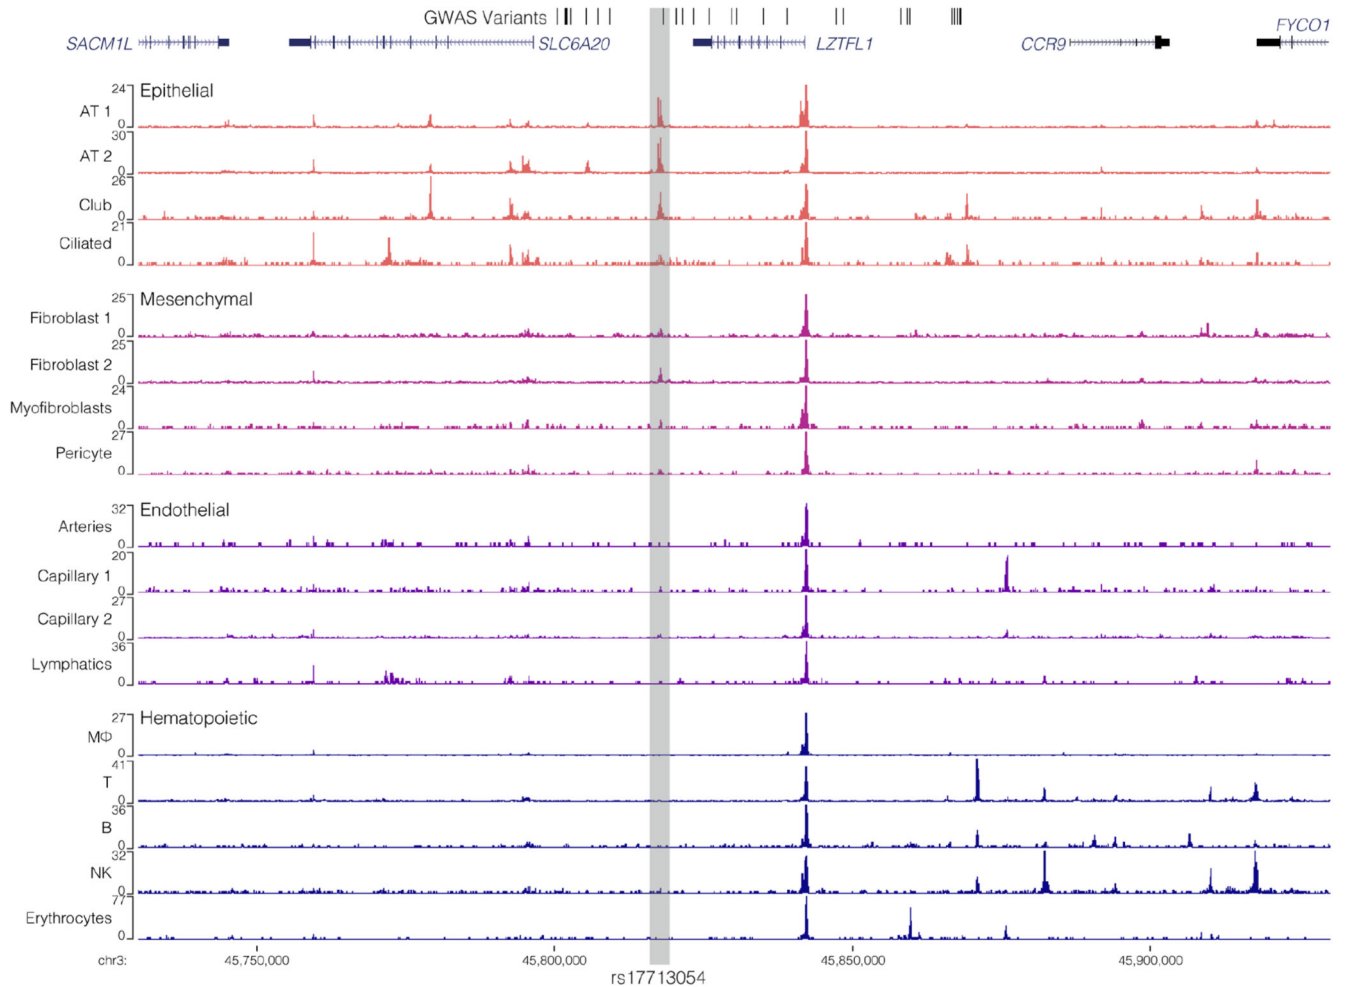 GWAS Variants
SACM1L
SLC6A20
LZTFL1
CCR9
FYCO1
Epithelial
AT 1
24
0
AT 2
30
0
Club
26
0
Ciliated
21
0
Mesenchymal
Fibroblast 1
25
0
Fibroblast 2
25
0
Myofibroblasts
24
0
Pericyte
27
0
Endothelial
Arteries
32
0
Capillary 1
20
0
Capillary 2
27
0
Lymphatics
36
0
Hematopoietic
MΦ
27
0
T
41
0
B
36
0
NK
32
0
Erythrocytes
77
0
chr3: 45,750,000 45,800,000 45,850,000 45,900,000
rs17713054